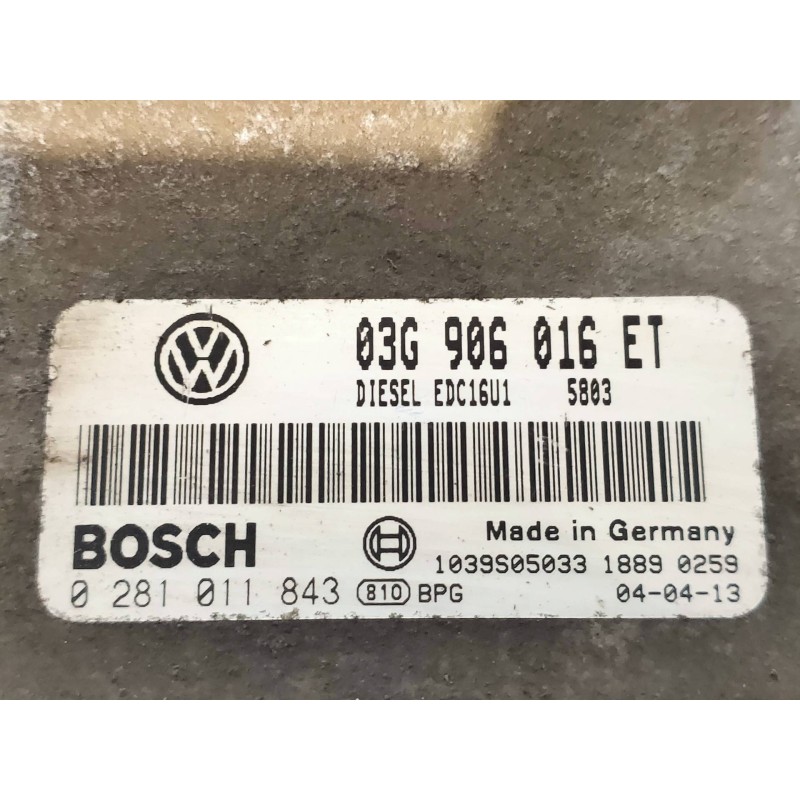 03G 906 016 ET
DIESEL EDC16U1 5803
BOSCH
Made in Germany
1039S05033 1889 0259
0 281 011 843 810 BPG 04-04-13